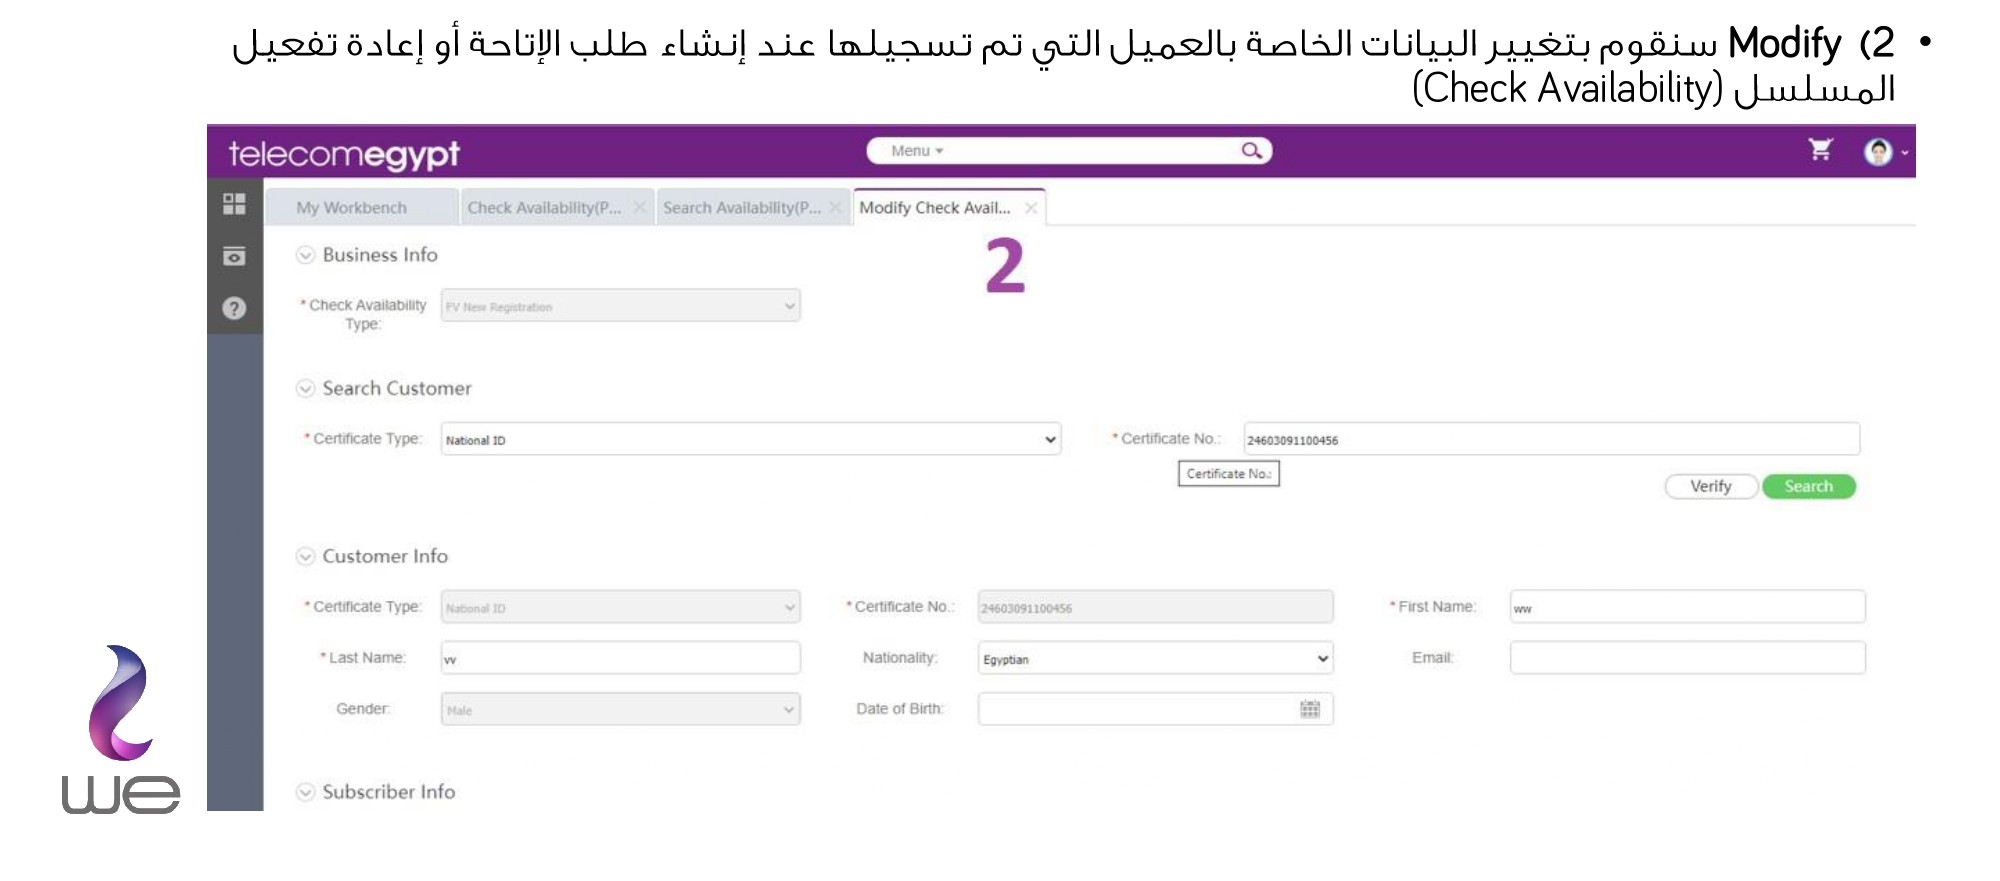 • 2) Modify سنقوم بتغيير البيانات الخاصة بالعميل التي تم تسجيلها عند إنشاء طلب الإتاحة أو إعادة تفعيل
المسلسل (Check Availability)
telecomegypt
Menu
My Workbench
Check Availability(P...
Search Availability(P...
Modify Check Avail...
Business Info
2
* Check Availability
Type:
FV New Registration
Search Customer
* Certificate Type:
National ID
* Certificate No.:
24603091100456
Certificate No.:
Verify
Search
Customer Info
* Certificate Type:
National ID
* Certificate No.:
24603091100456
* First Name:
ww
* Last Name:
vv
Nationality:
Egyptian
Email:
Gender:
Male
Date of Birth:
Subscriber Info
we